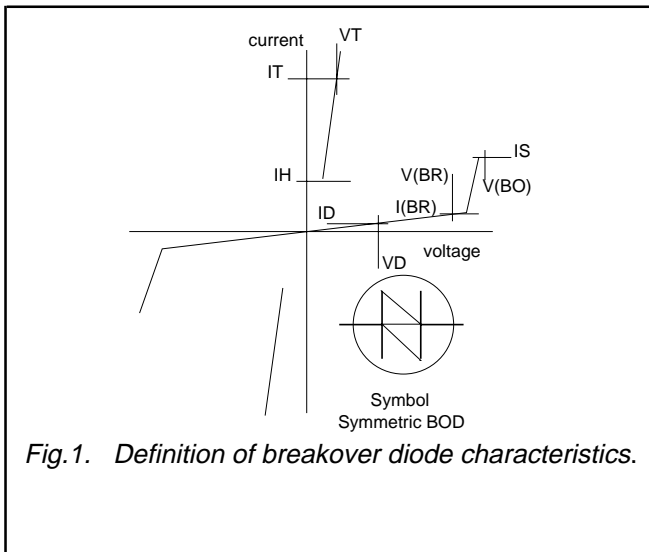 current
VT
IT
IS
IH
V(BR)
V(BO)
ID
I(BR)
voltage
VD
Symbol
Symmetric BOD
Fig.1. Definition of breakover diode characteristics.